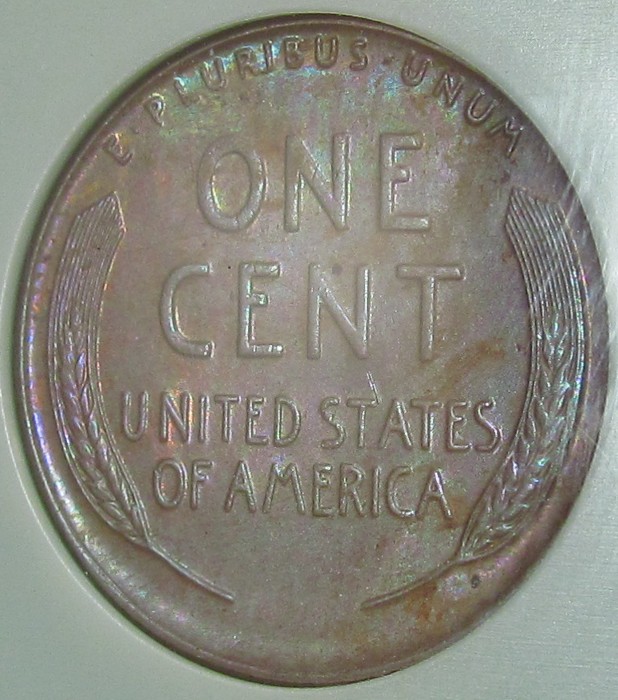 E · PLURIBUS · UNUM
ONE
CENT
UNITED STATES
OF AMERICA